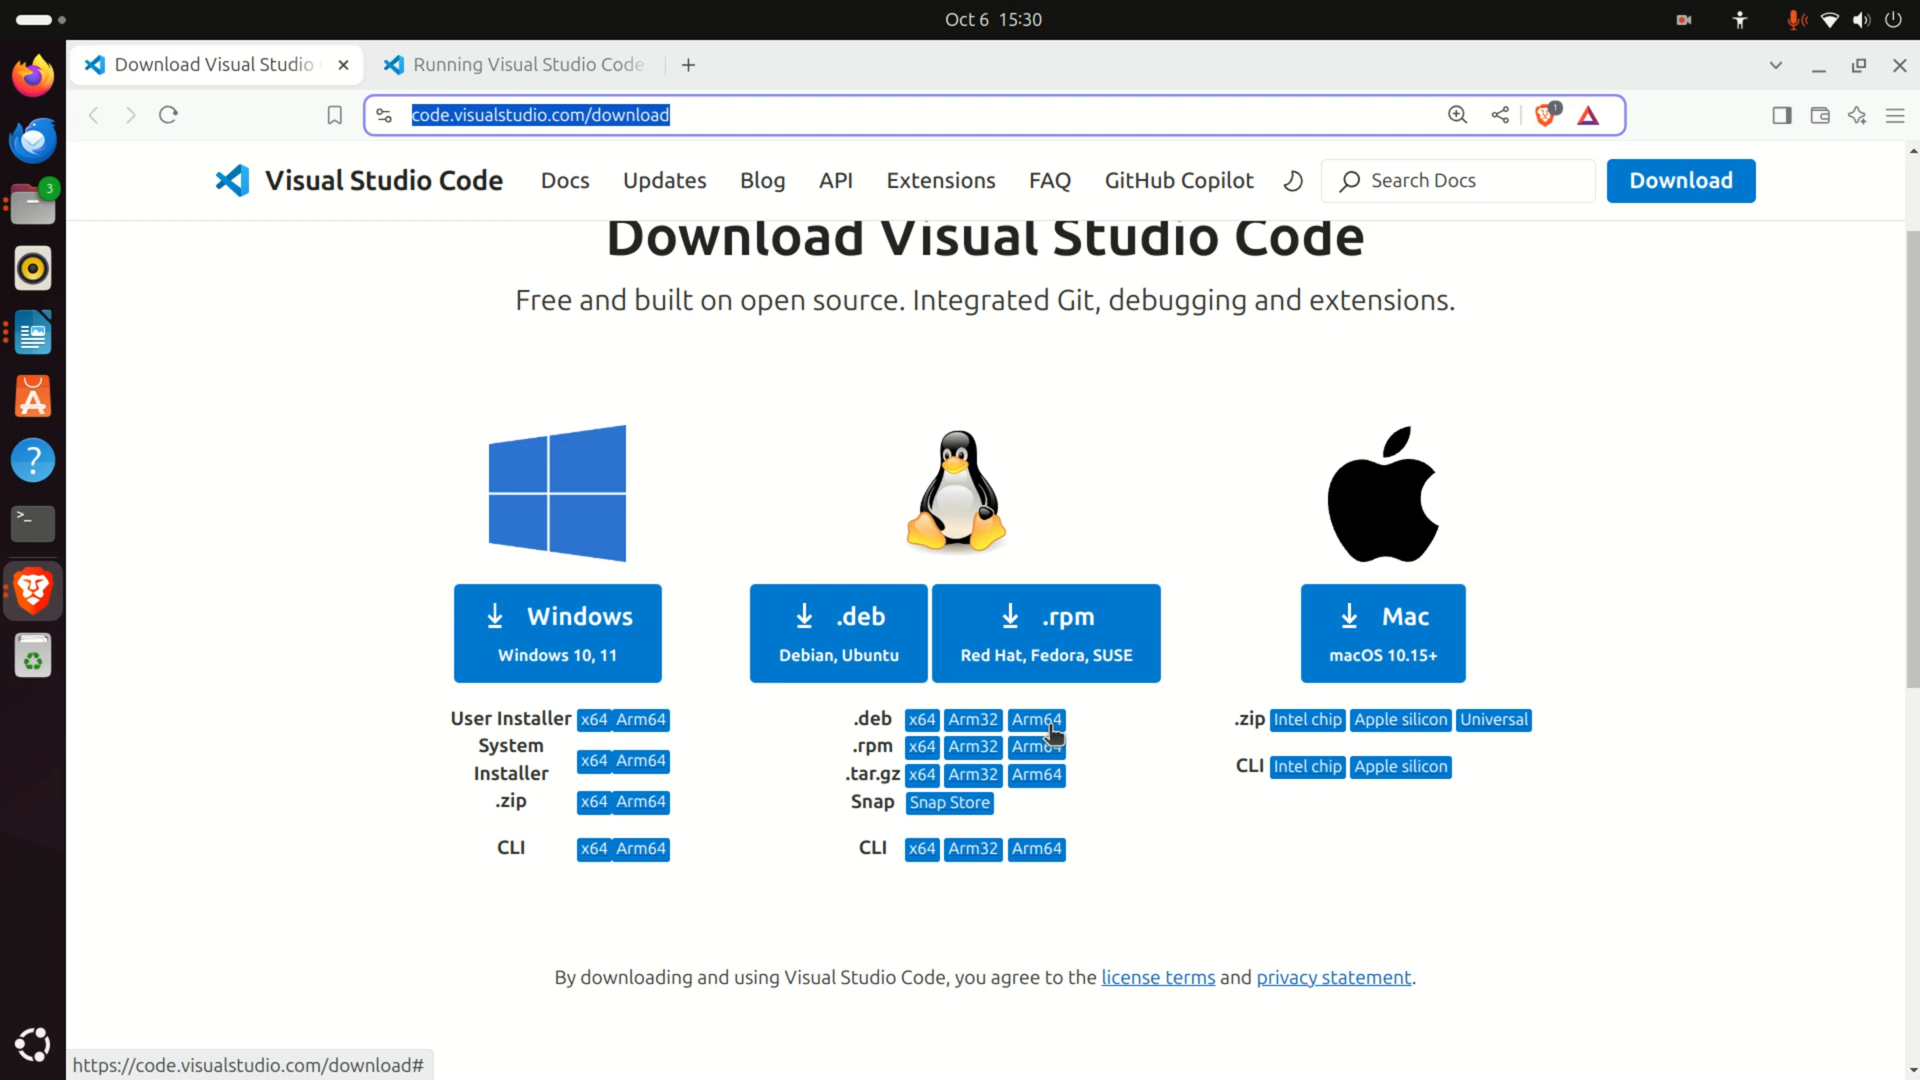 Oct 6 15:30
Download Visual Studio
Running Visual Studio Code
code.visualstudio.com/download
1
3
Visual Studio Code
Docs
Updates
Blog
API
Extensions
FAQ
GitHub Copilot
Search Docs
Download
Download Visual Studio Code
Free and built on open source. Integrated Git, debugging and extensions.
Windows
Windows 10, 11
.deb
Debian, Ubuntu
.rpm
Red Hat, Fedora, SUSE
Mac
macOS 10.15+
User Installer x64 Arm64
System
Installer x64 Arm64
.zip x64 Arm64
CLI x64 Arm64
.deb x64 Arm32 Arm64
.rpm x64 Arm32 Arm64
.tar.gz x64 Arm32 Arm64
Snap Snap Store
CLI x64 Arm32 Arm64
.zip Intel chip Apple silicon Universal
CLI Intel chip Apple silicon
By downloading and using Visual Studio Code, you agree to the license terms and privacy statement.
https://code.visualstudio.com/download#